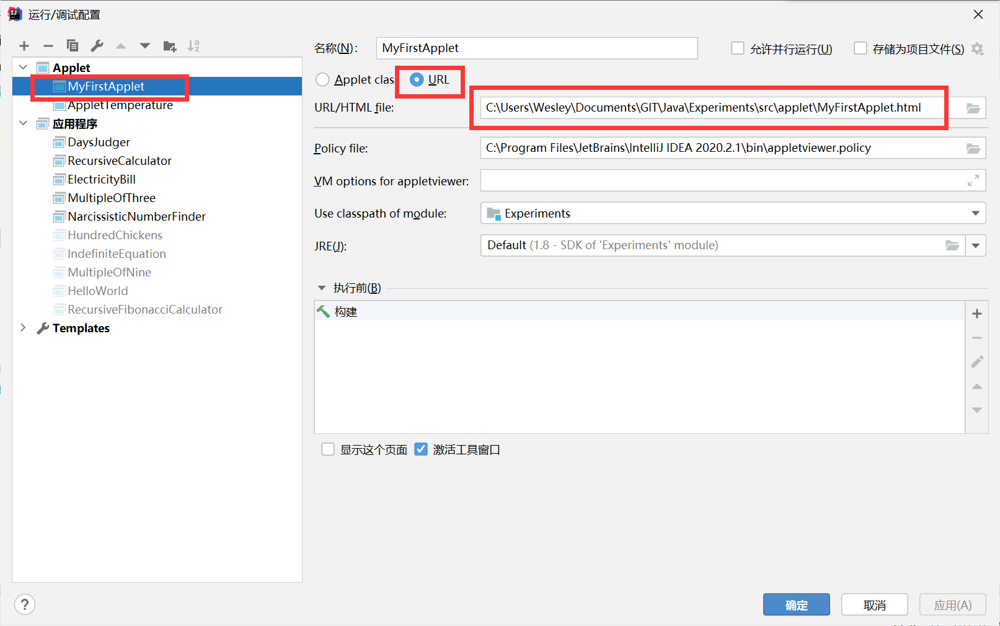 运行/调试配置
Applet
MyFirstApplet
AppletTemperature
应用程序
DaysJudger
RecursiveCalculator
ElectricityBill
MultipleOfThree
NarcissisticNumberFinder
HundredChickens
IndefiniteEquation
MultipleOfNine
HelloWorld
RecursiveFibonacciCalculator
Templates
名称(N): MyFirstApplet 允许并行运行(U) 存储为项目文件(S)
Applet clas URL
URL/HTML file: C:\Users\Wesley\Documents\GIT\Java\Experiments\src\applet\MyFirstApplet.html
Policy file: C:\Program Files\JetBrains\IntelliJ IDEA 2020.2.1\bin\appletviewer.policy
VM options for appletviewer:
Use classpath of module: Experiments
JRE(J): Default (1.8 - SDK of 'Experiments' module)
执行前(B)
构建
显示这个页面 激活工具窗口
? 确定 取消 应用(A)